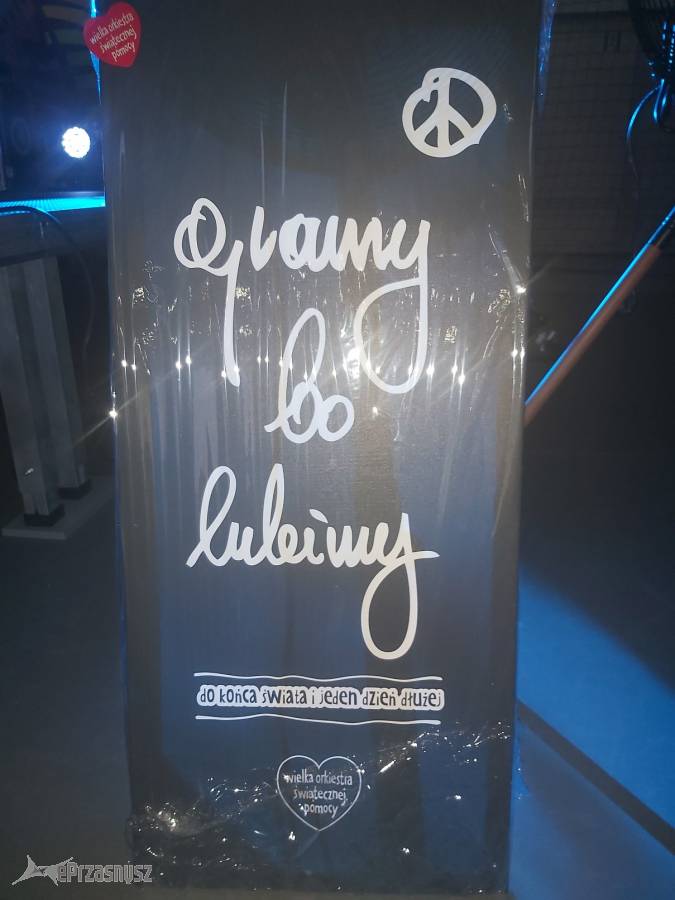 wielka orkiestra
świątecznej
pomocy
gramy
bo
lubimy
do końca świata i jeden dzień dłużej
wielka orkiestra
świątecznej
pomocy
ePrzasnysz